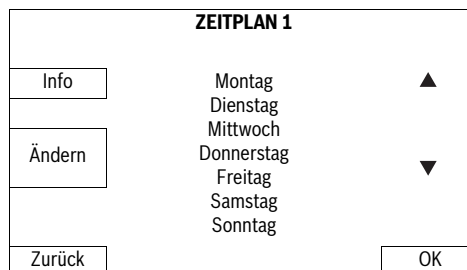 ZEITPLAN 1
Info
Montag
Dienstag
Mittwoch
Ändern
Donnerstag
Freitag
Samstag
Sonntag
Zurück
OK